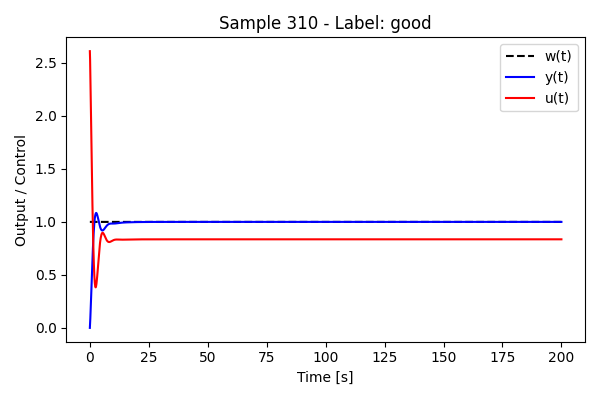 Sample 310 - Label: good
Output / Control
2.5
2.0
1.5
1.0
0.5
0.0
w(t)
y(t)
u(t)
0 25 50 75 100 125 150 175 200
Time [s]